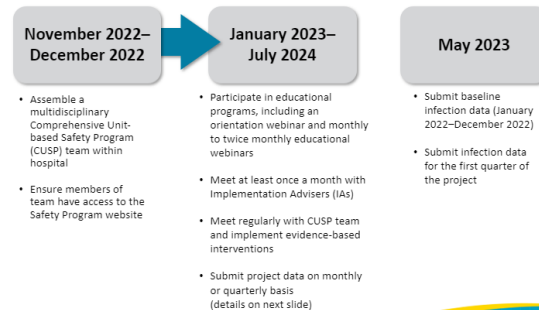 November 2022–
December 2022
• Assemble a
multidisciplinary
Comprehensive Unit-
based Safety Program
(CUSP) team within
hospital
• Ensure members of
team have access to the
Safety Program website
January 2023–
July 2024
• Participate in educational
programs, including an
orientation webinar and monthly
to twice monthly educational
webinars
• Meet at least once a month with
Implementation Advisers (IAs)
• Meet regularly with CUSP team
and implement evidence-based
interventions
• Submit project data on monthly
or quarterly basis
(details on next slide)
May 2023
• Submit baseline
infection data (January
2022–December 2022)
• Submit infection data
for the first quarter of
the project